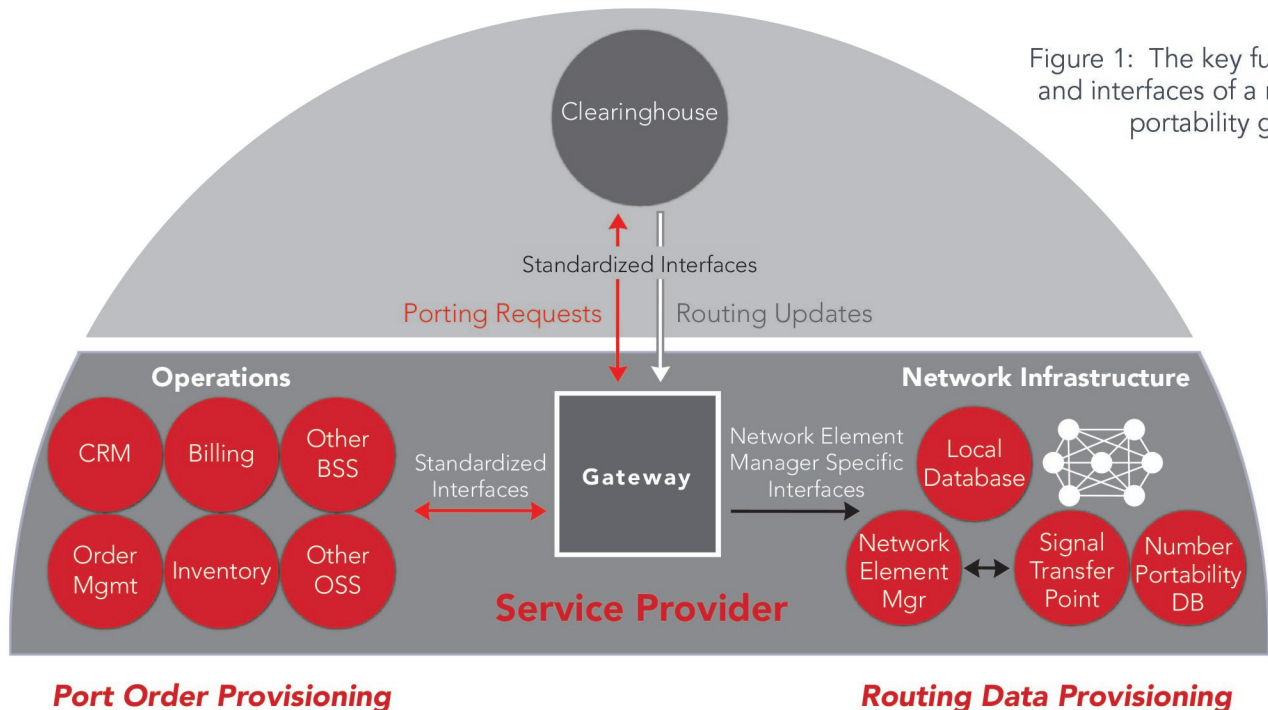 Figure 1: The key fu
and interfaces of a
portability g
Clearinghouse
Standardized Interfaces
Porting Requests
Routing Updates
Operations
Network Infrastructure
CRM
Billing
Other
BSS
Order
Mgmt
Inventory
Other
OSS
Standardized
Interfaces
Gateway
Network Element
Manager Specific
Interfaces
Local
Database
Network
Element
Mgr
Signal
Transfer
Point
Number
Portability
DB
Service Provider
Port Order Provisioning
Routing Data Provisioning